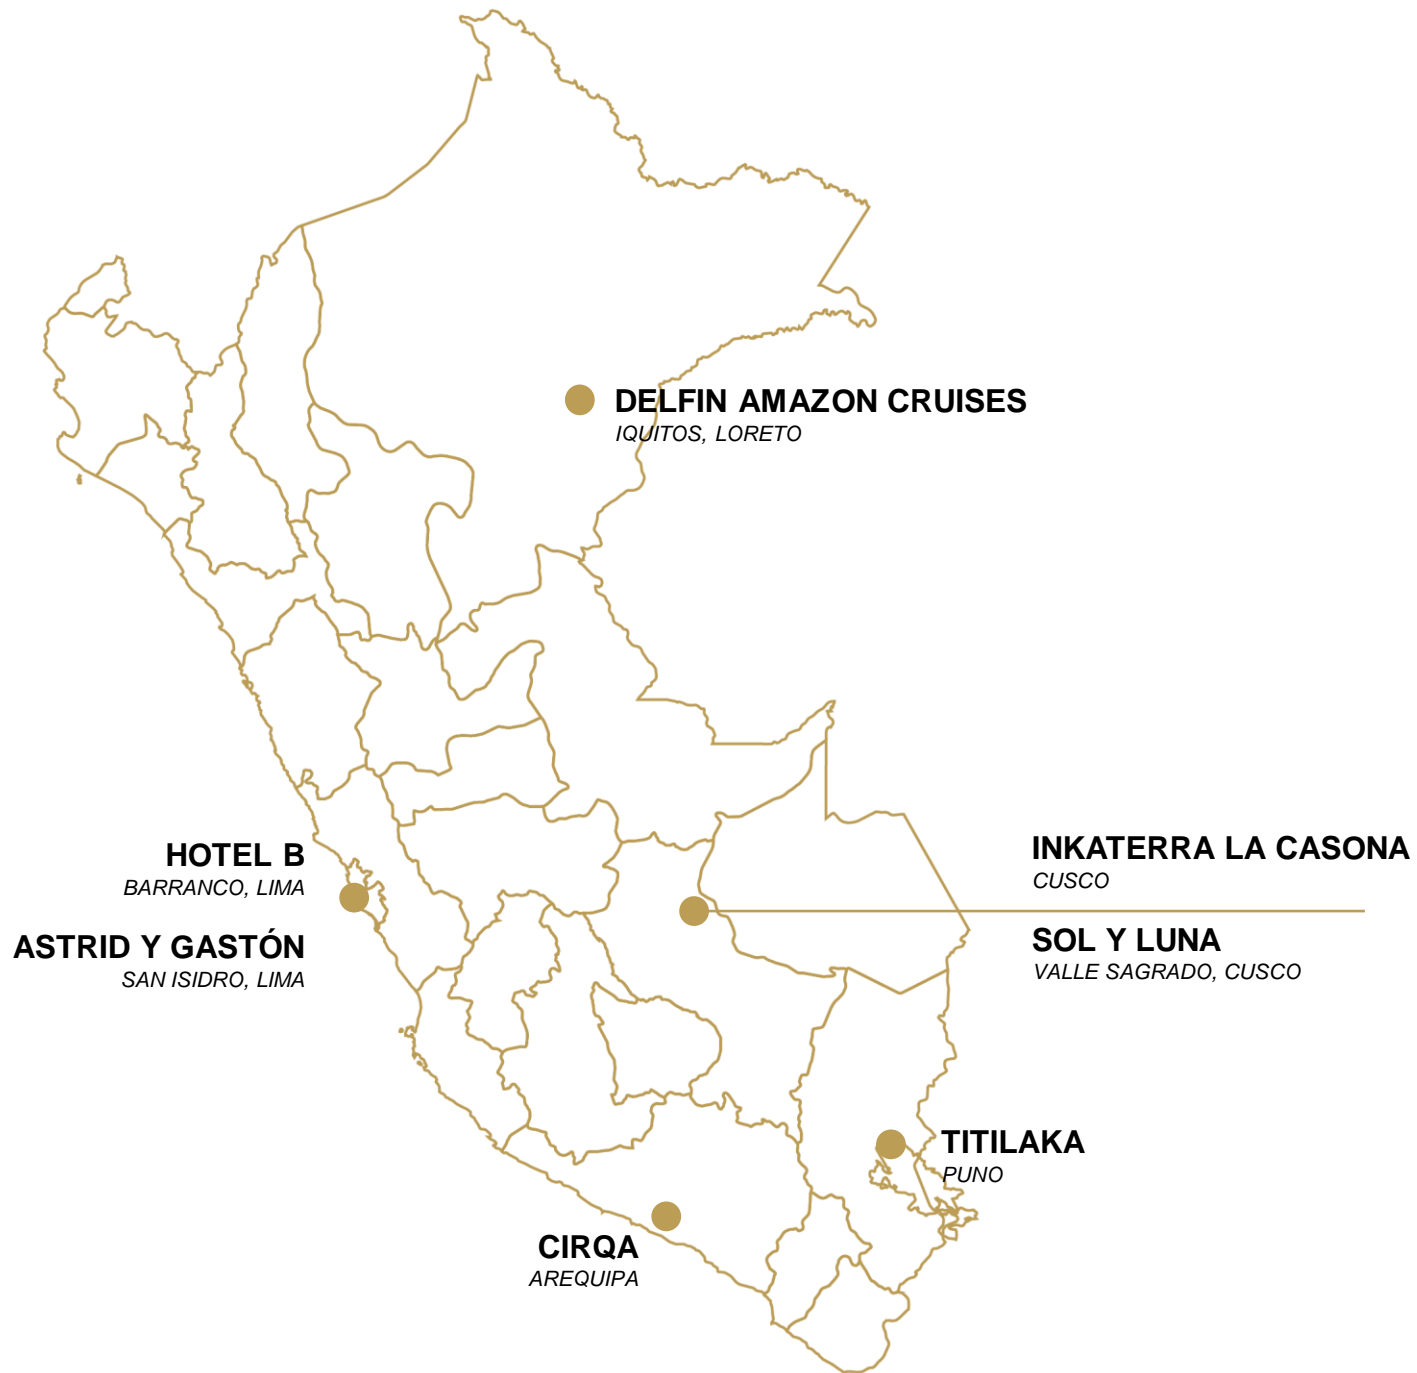 DELFIN AMAZON CRUISES
IQUITOS, LORETO
HOTEL B
BARRANCO, LIMA
ASTRID Y GASTÓN
SAN ISIDRO, LIMA
INKATERRA LA CASONA
CUSCO
SOL Y LUNA
VALLE SAGRADO, CUSCO
TITILAKA
PUNO
CIRQA
AREQUIPA